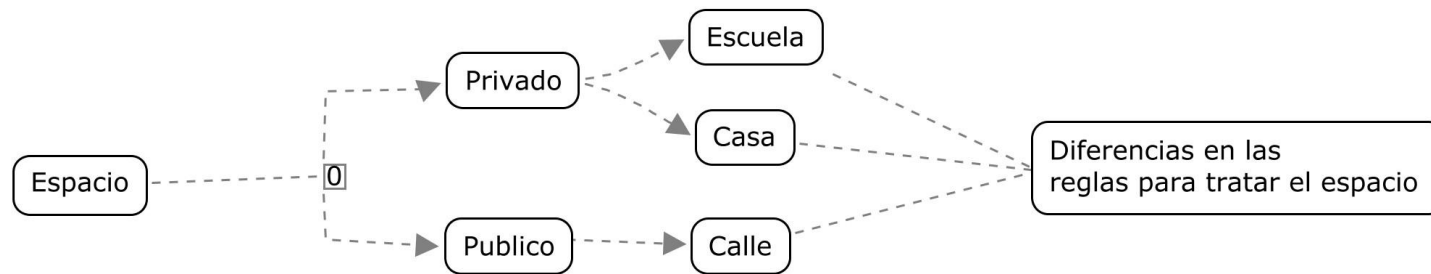 Espacio
0
Privado
Publico
Escuela
Casa
Calle
Diferencias en las
reglas para tratar el espacio